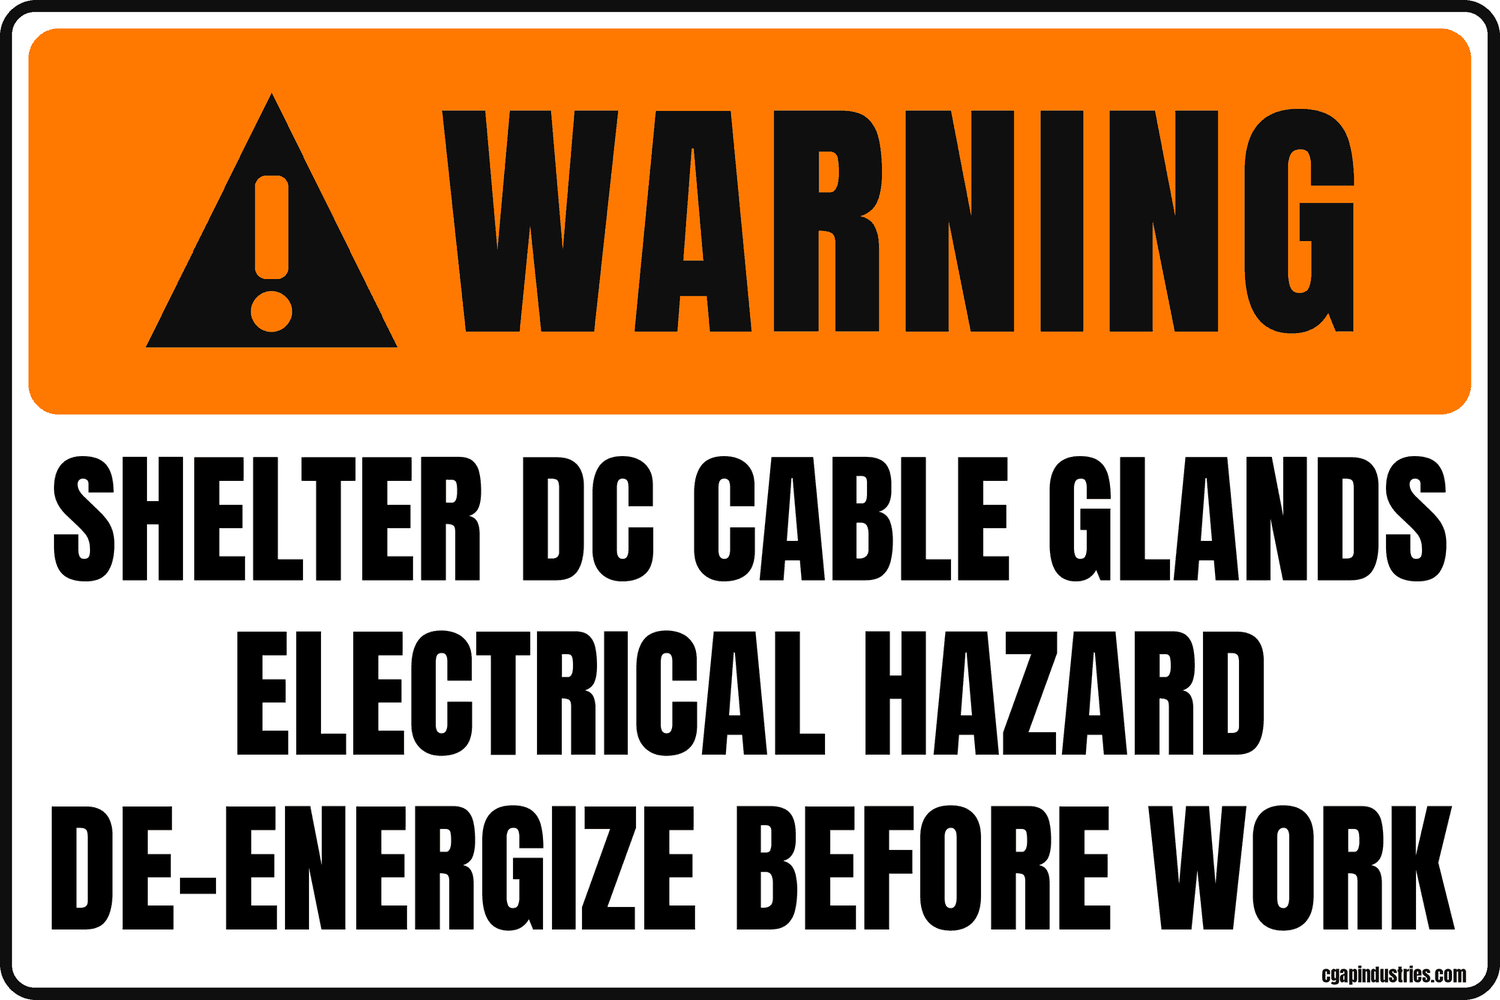 WARNING
SHELTER DC CABLE GLANDS
ELECTRICAL HAZARD
DE-ENERGIZE BEFORE WORK
cgapindustries.com